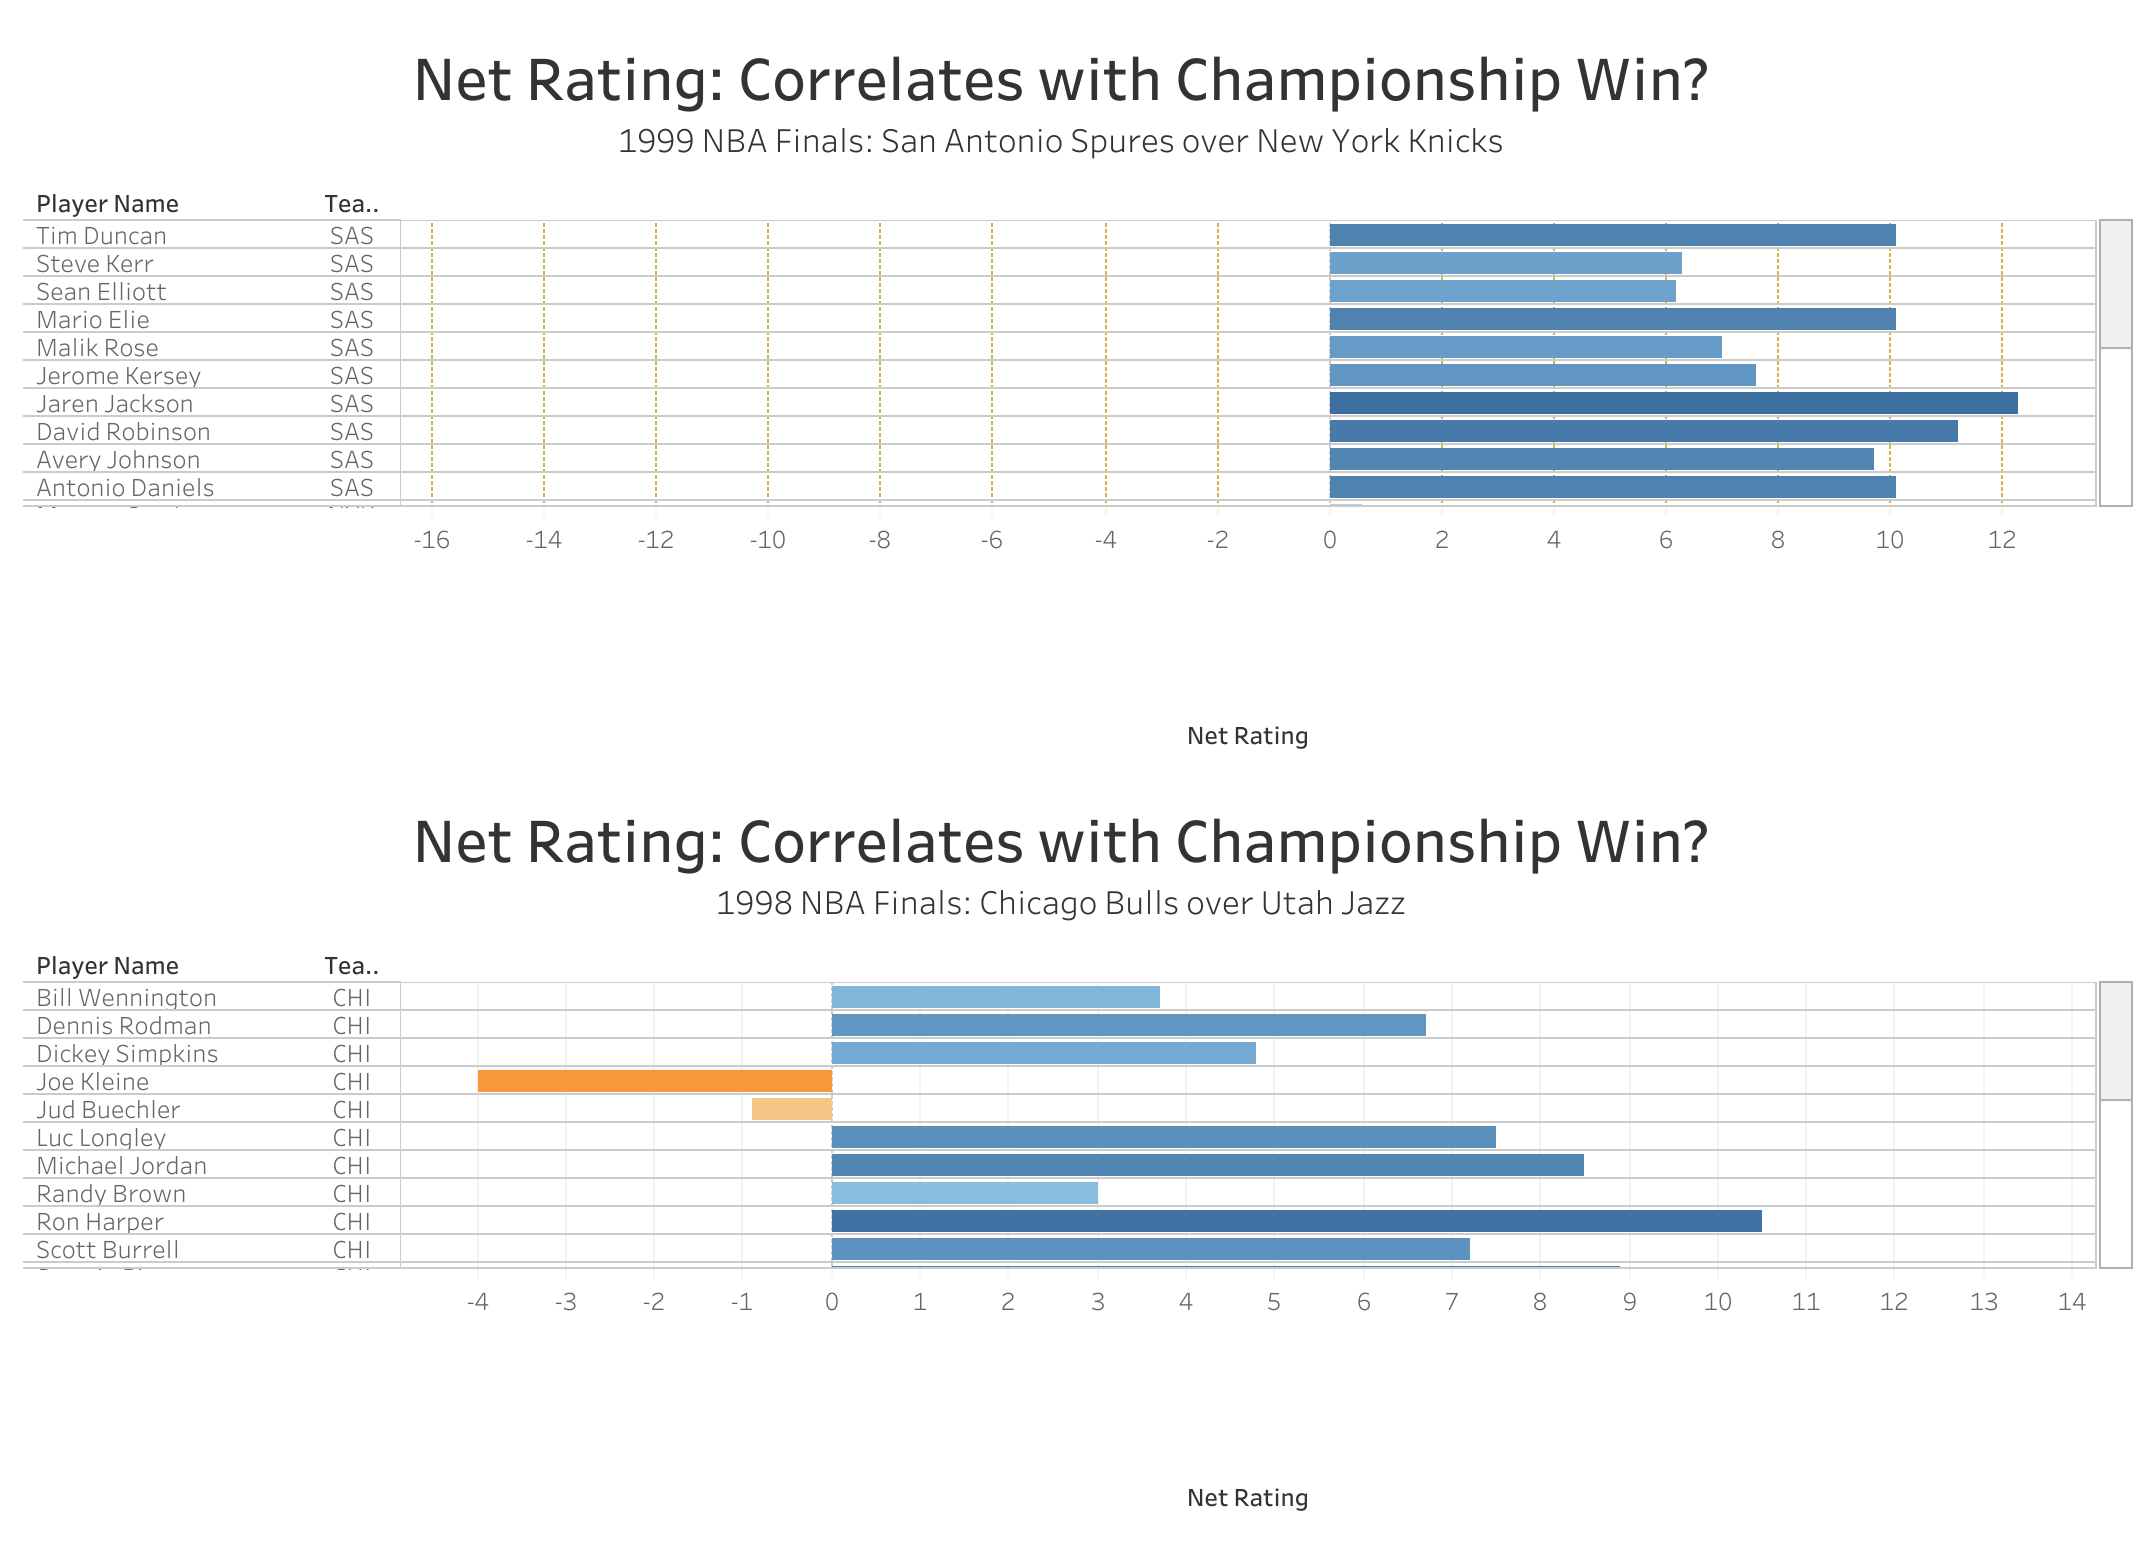 Net Rating: Correlates with Championship Win?
1999 NBA Finals: San Antonio Spures over New York Knicks
Player Name Tea..
Tim Duncan SAS
Steve Kerr SAS
Sean Elliott SAS
Mario Elie SAS
Malik Rose SAS
Jerome Kersey SAS
Jaren Jackson SAS
David Robinson SAS
Avery Johnson SAS
Antonio Daniels SAS
-16 -14 -12 -10 -8 -6 -4 -2 0 2 4 6 8 10 12
Net Rating
Net Rating: Correlates with Championship Win?
1998 NBA Finals: Chicago Bulls over Utah Jazz
Player Name Tea..
Bill Wennington CHI
Dennis Rodman CHI
Dickey Simpkins CHI
Joe Kleine CHI
Jud Buechler CHI
Luc Longley CHI
Michael Jordan CHI
Randy Brown CHI
Ron Harper CHI
Scott Burrell CHI
-4 -3 -2 -1 0 1 2 3 4 5 6 7 8 9 10 11 12 13 14
Net Rating